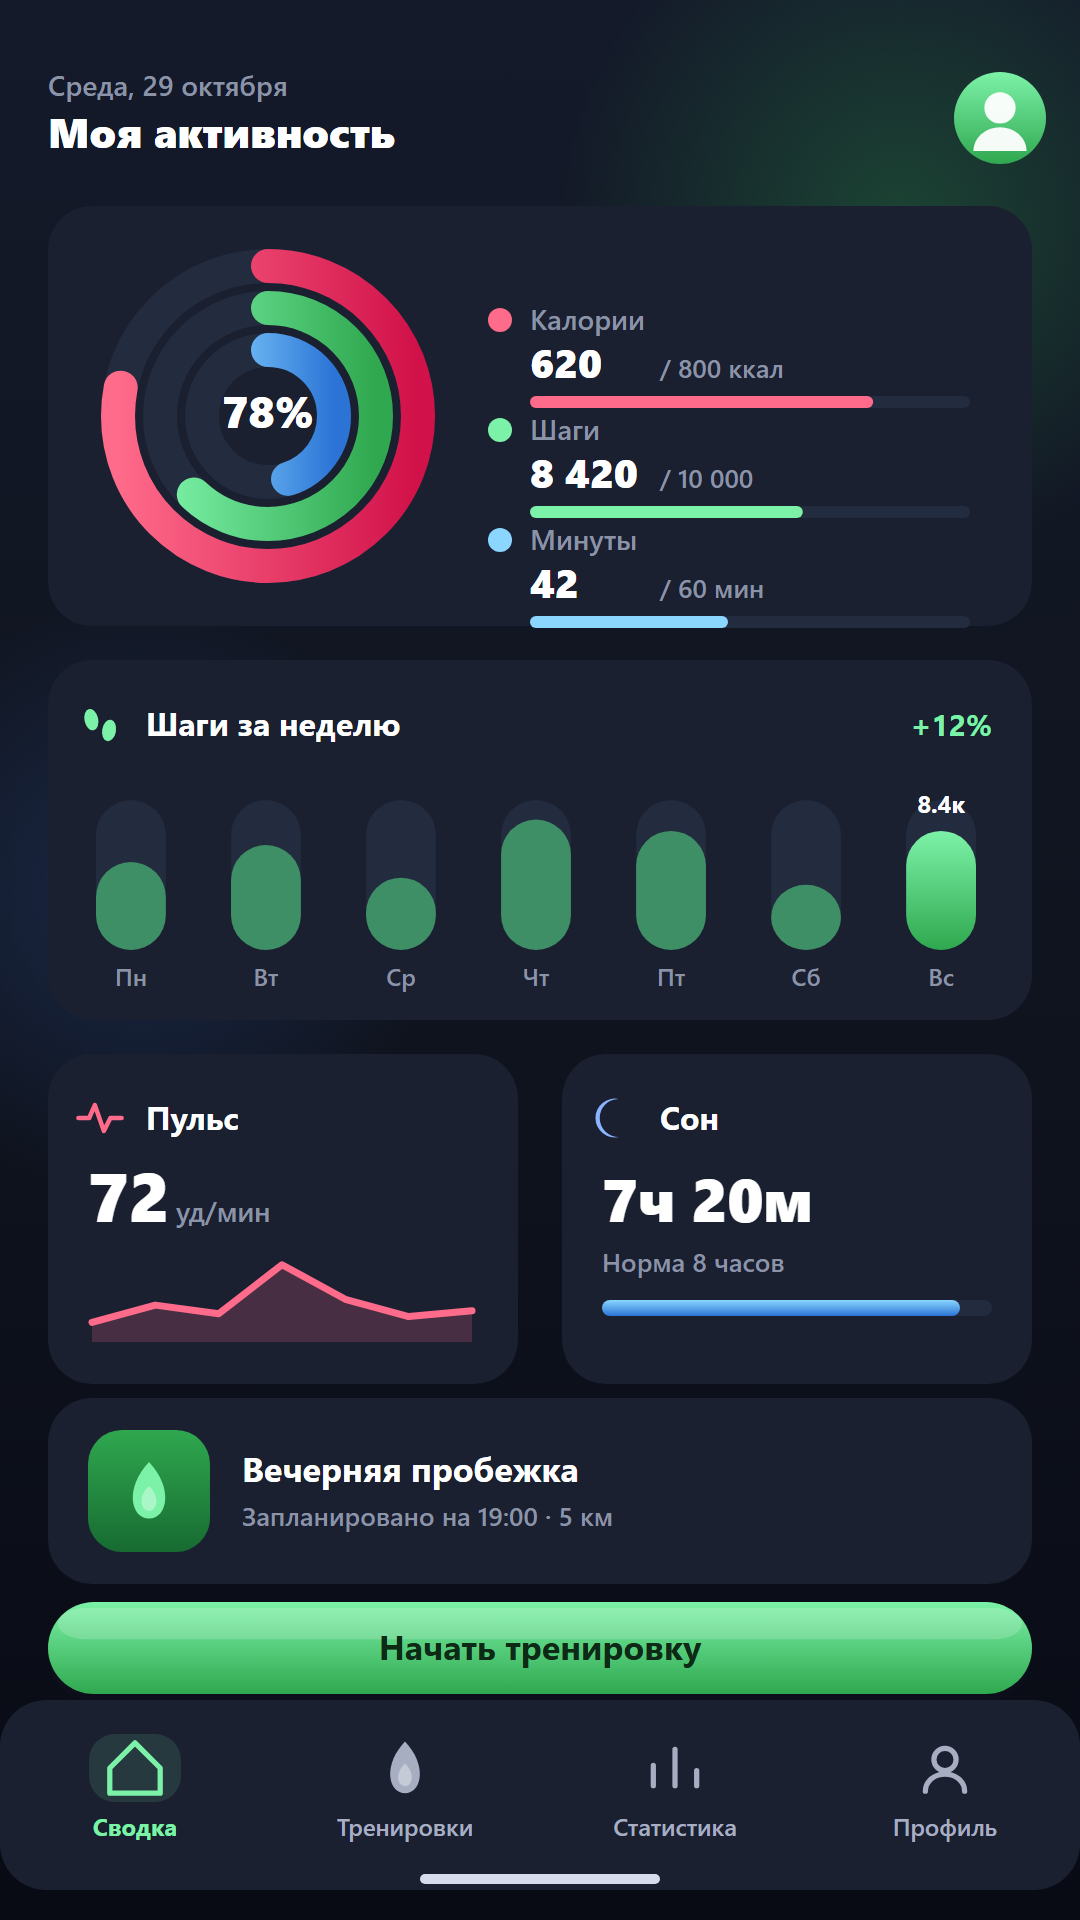 Среда, 29 октября
Моя активность
78%
Калории
620 / 800 ккал
Шаги
8 420 / 10 000
Минуты
42 / 60 мин
Шаги за неделю +12%
8.4к
Пн Вт Ср Чт Пт Сб Вс
Пульс
72 уд/мин
Сон
7ч 20м
Норма 8 часов
Вечерняя пробежка
Запланировано на 19:00 · 5 км
Начать тренировку
Сводка Тренировки Статистика Профиль